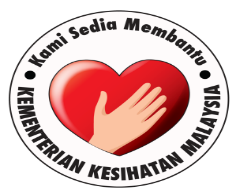 Kami Sedia Membantu
KEMENTERIAN KESIHATAN MALAYSIA